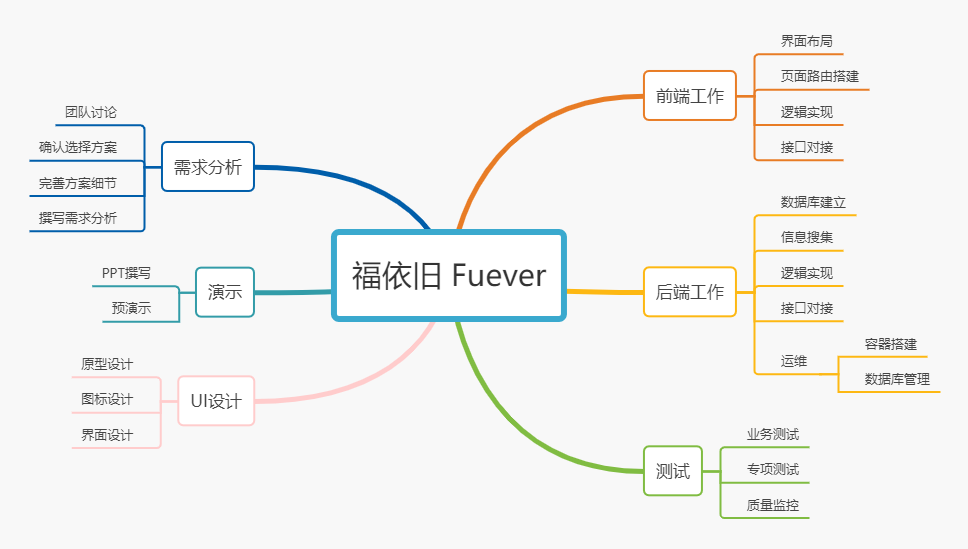 福依旧 Fuever
前端工作
界面布局
页面路由搭建
逻辑实现
接口对接
后端工作
数据库建立
信息搜集
逻辑实现
接口对接
运维
容器搭建
数据库管理
测试
业务测试
专项测试
质量监控
需求分析
团队讨论
确认选择方案
完善方案细节
撰写需求分析
演示
PPT撰写
预演示
UI设计
原型设计
图标设计
界面设计